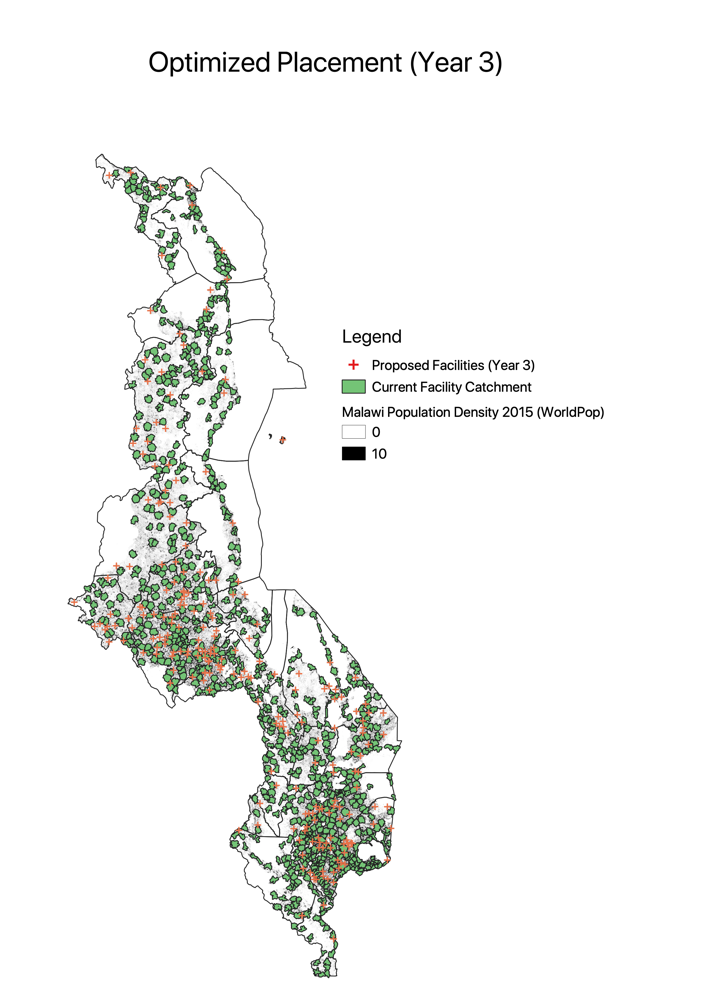 Optimized Placement (Year 3)
Legend
Proposed Facilities (Year 3)
Current Facility Catchment
Malawi Population Density 2015 (WorldPop)
0
10